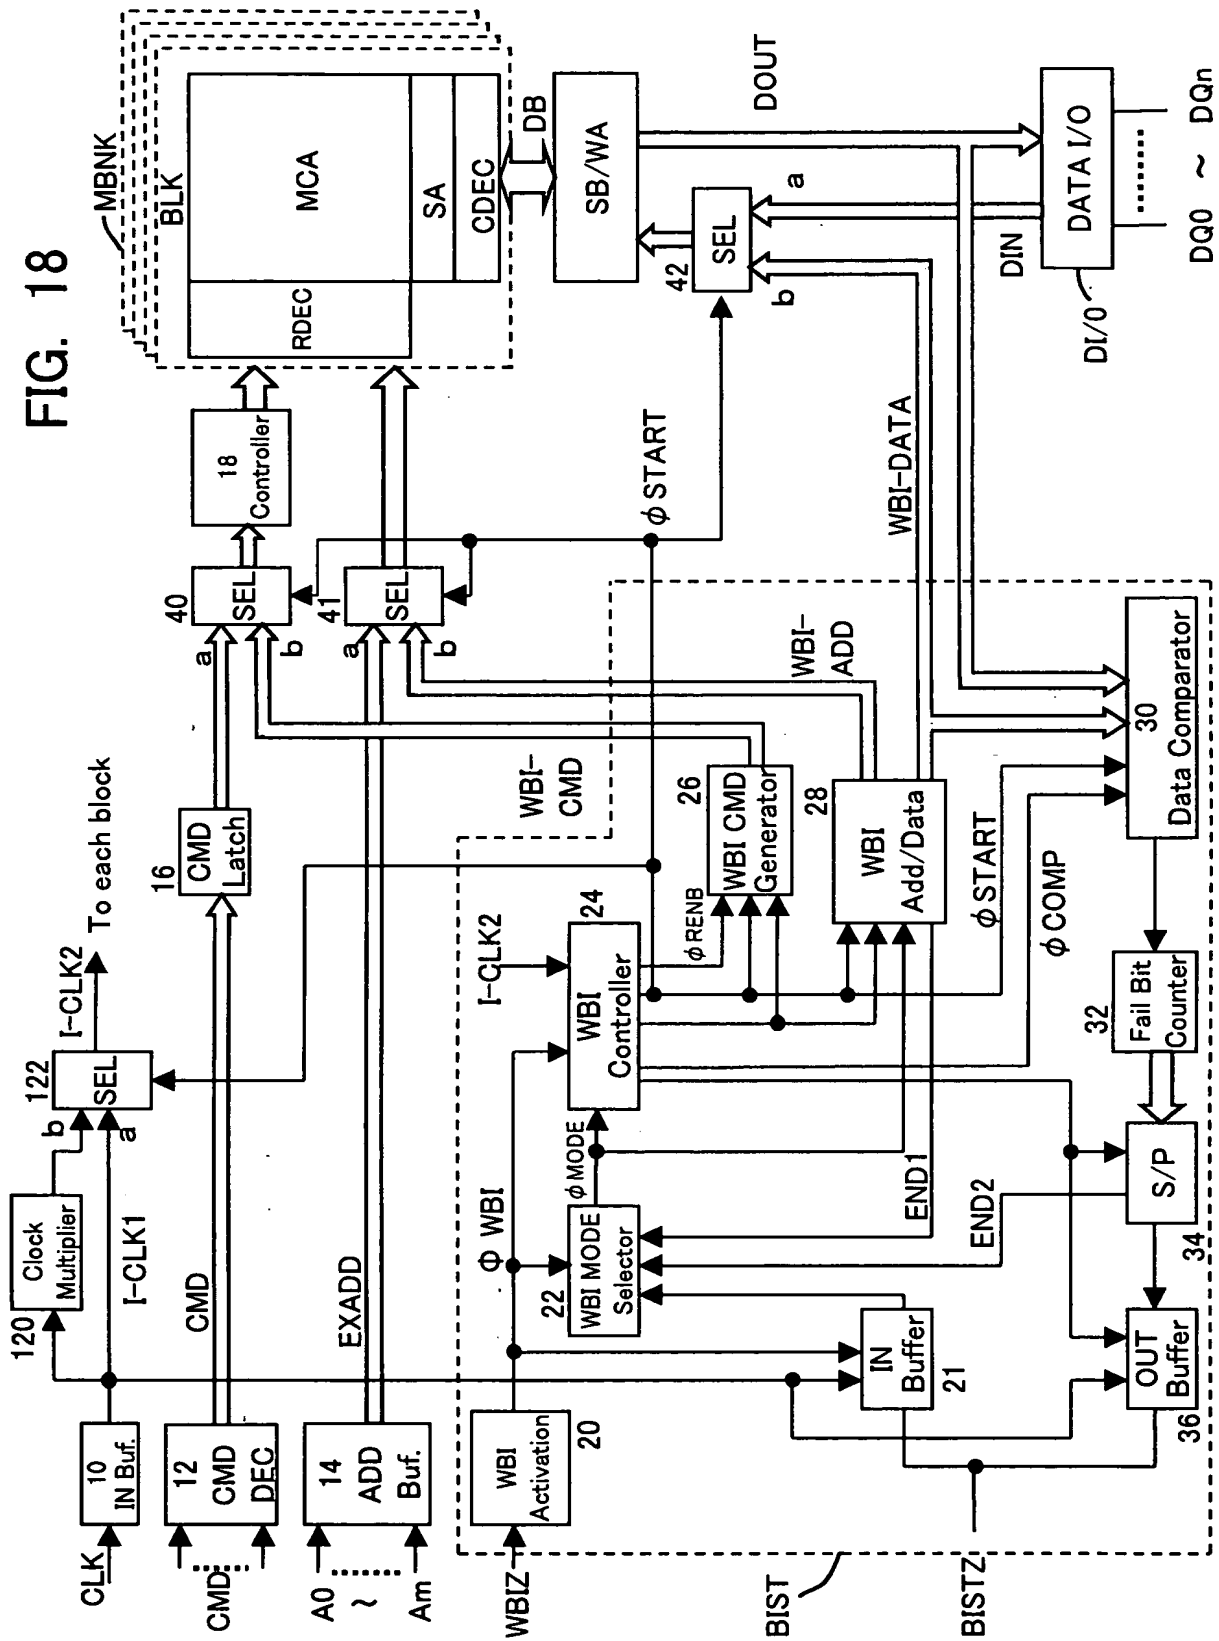 FIG. 18
CLK
10
IN Buf.
120
Clock
Multiplier
I-CLK1
b
a
122
SEL
I-CLK2
To each block
CMD
12
CMD
DEC
CMD
16
CMD
Latch
a
b
40
SEL
18
Controller
MBNK
BLK
MCA
RDEC
SA
CDEC
A0
~
Am
14
ADD
Buf.
EXADD
a
b
41
SEL
DB
SB/WA
DOUT
42
SEL
a
b
DIN
DATA I/O
DI/O
DQ0 ~ DQn
φ START
WBI-DATA
WBI-
ADD
WBI-
CMD
WBIZ
WBI
Activation
20
Φ WBI
22
WBI MODE
Selector
φ MODE
I-CLK2
24
WBI
Controller
φ RENB
26
WBI CMD
Generator
28
WBI
Add/Data
END1
END2
φ START
φ COMP
30
Data Comparator
32
Fail Bit
Counter
S/P
34
IN
Buffer
21
OUT
Buffer
36
BIST
BISTZ